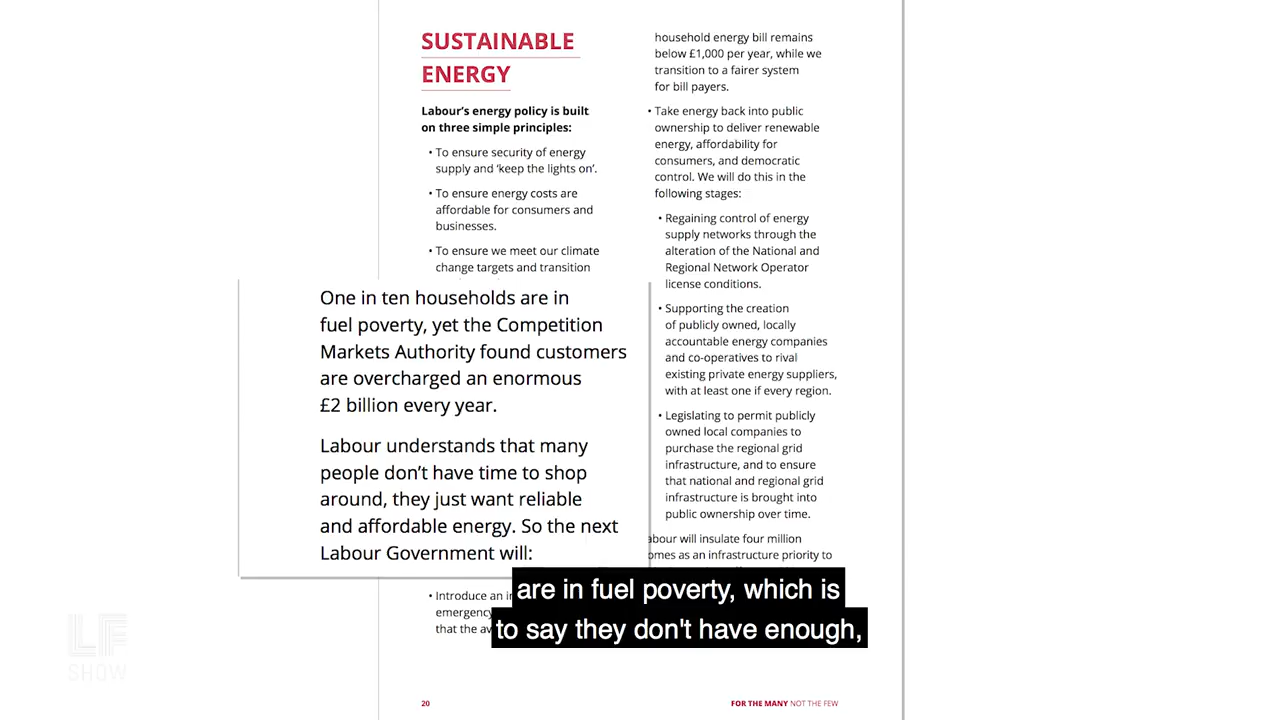 SUSTAINABLE
ENERGY
Labour's energy policy is built
on three simple principles:
• To ensure security of energy
supply and 'keep the lights on'.
• To ensure energy costs are
affordable for consumers and
businesses.
• To ensure we meet our climate
change targets and transition
One in ten households are in
fuel poverty, yet the Competition
Markets Authority found customers
are overcharged an enormous
£2 billion every year.
Labour understands that many
people don't have time to shop
around, they just want reliable
and affordable energy. So the next
Labour Government will:
• Introduce an
emergency
that the
household energy bill remains
below £1,000 per year, while we
transition to a fairer system
for bill payers.
• Take energy back into public
ownership to deliver renewable
energy, affordability for
consumers, and democratic
control. We will do this in the
following stages:
• Regaining control of energy
supply networks through the
alteration of the National and
Regional Network Operator
license conditions.
• Supporting the creation
of publicly owned, locally
accountable energy companies
and co-operatives to rival
existing private energy suppliers,
with at least one if every region.
• Legislating to permit publicly
owned local companies to
purchase the regional grid
infrastructure, and to ensure
that national and regional grid
infrastructure is brought into
public ownership over time.
abour will insulate four million
omes as an infrastructure priority to
are in fuel poverty, which is
to say they don't have enough,
LF
SHOW
20
FOR THE MANY NOT THE FEW